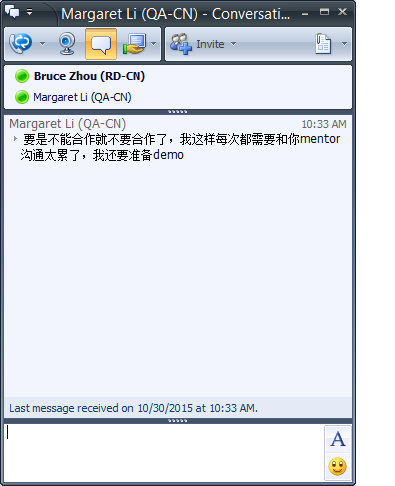 Margaret Li (QA-CN) - Conversati...
Invite
Bruce Zhou (RD-CN)
Margaret Li (QA-CN)
Margaret Li (QA-CN) 10:33 AM
要是不能合作就不要合作了，我这样每次都需要和你mentor
沟通太累了，我还要准备demo
Last message received on 10/30/2015 at 10:33 AM.
A